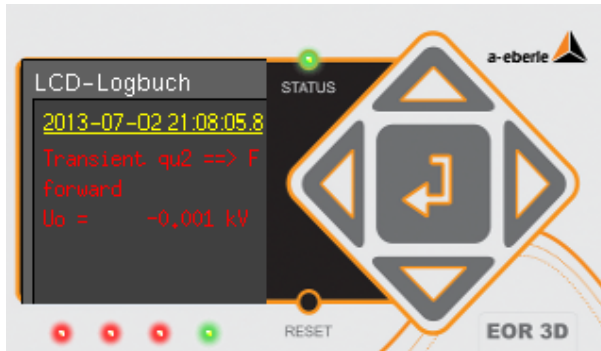 a-eberle
LCD-Logbuch
STATUS
2013-07-02 21:08:05.8
Transient qu2 ==> F
forward
Uo = -0,001 kV
RESET
EOR 3D